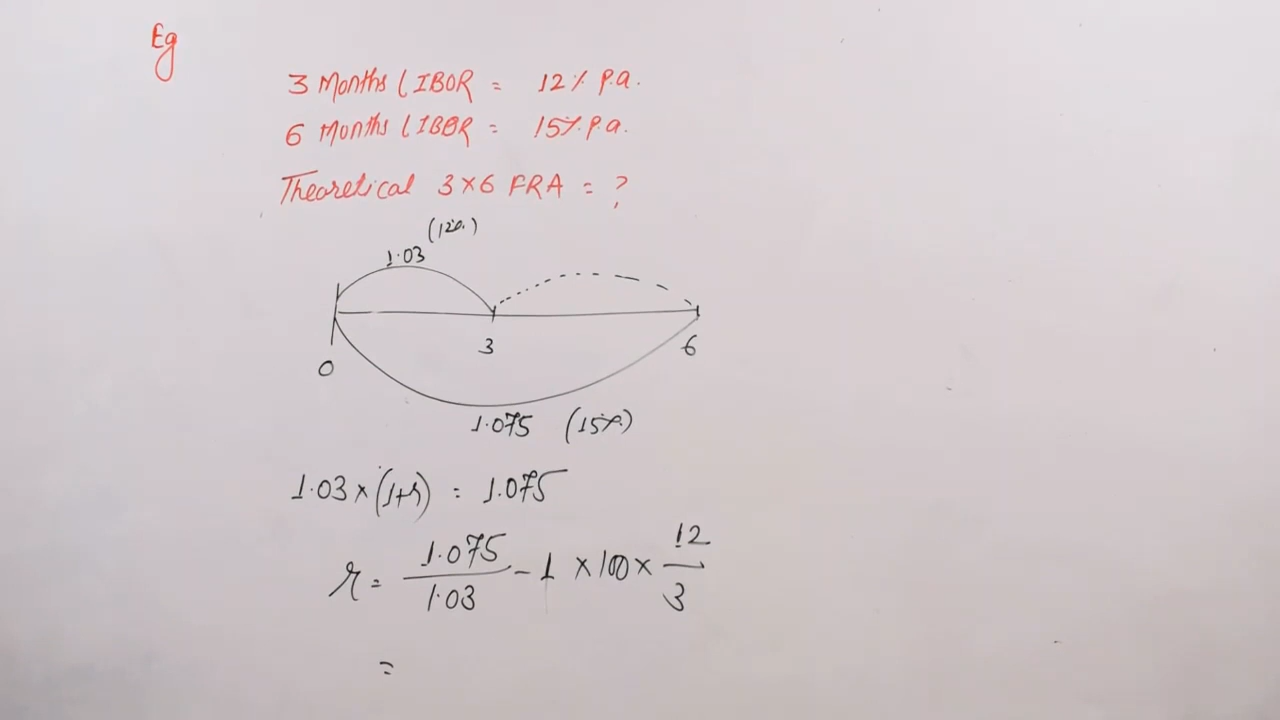 Eg
3 Months LIBOR = 12% P.a.
6 Months LIBOR = 15% P.a.
Theoretical 3×6 FRA = ?
(12%)
1.03
0 3 6
1.075 (15%)
1.03 × (1+r) = 1.075
r = 1.075/1.03 - 1 × 100 × 12/3
=